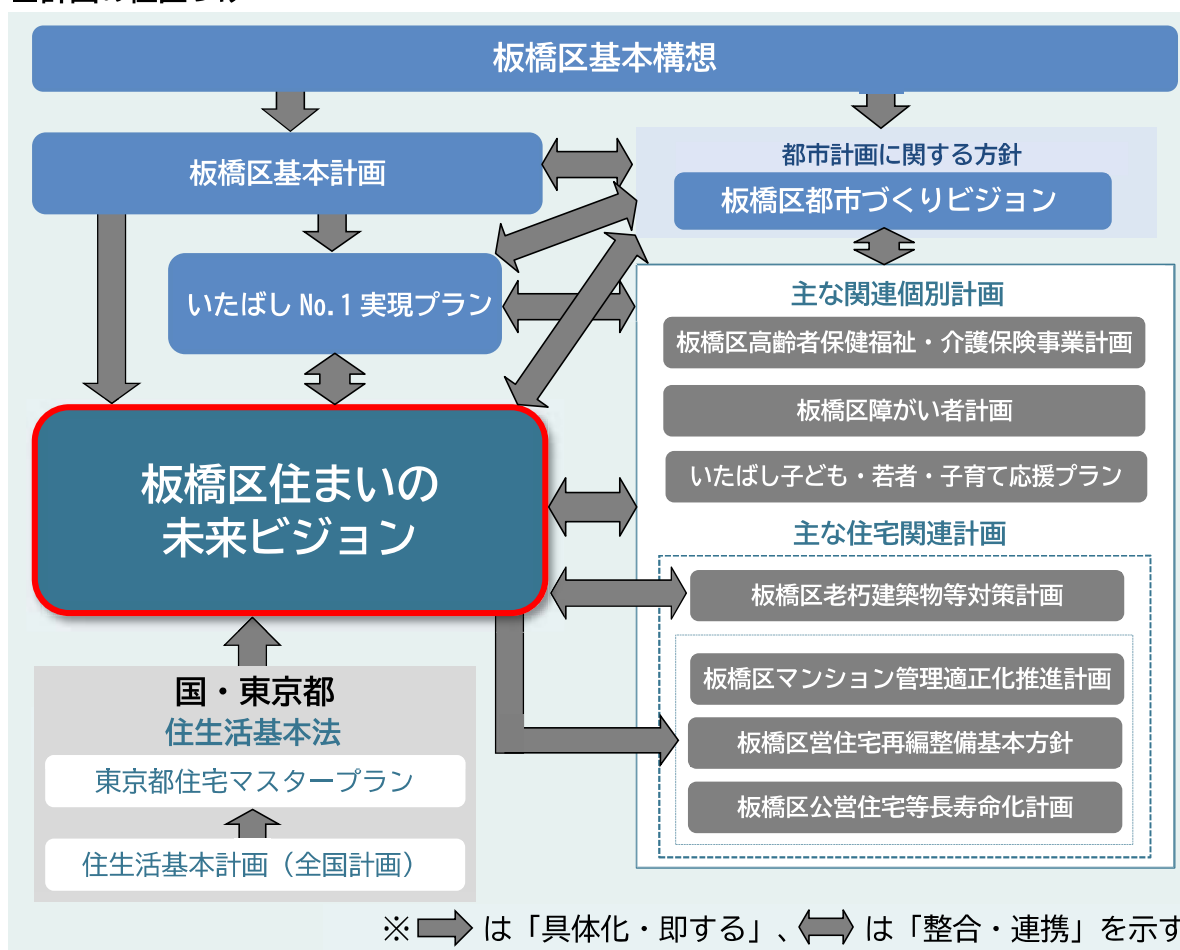 板橋区基本構想
板橋区基本計画
都市計画に関する方針
板橋区都市づくりビジョン
いたばし No.1 実現プラン
主な関連個別計画
板橋区高齢者保健福祉・介護保険事業計画
板橋区障がい者計画
いたばし子ども・若者・子育て応援プラン
板橋区住まいの
未来ビジョン
主な住宅関連計画
板橋区老朽建築物等対策計画
板橋区マンション管理適正化推進計画
板橋区営住宅再編整備基本方針
板橋区公営住宅等長寿命化計画
国・東京都
住生活基本法
東京都住宅マスタープラン
住生活基本計画（全国計画）
※ は「具体化・即する」、 は「整合・連携」を示す